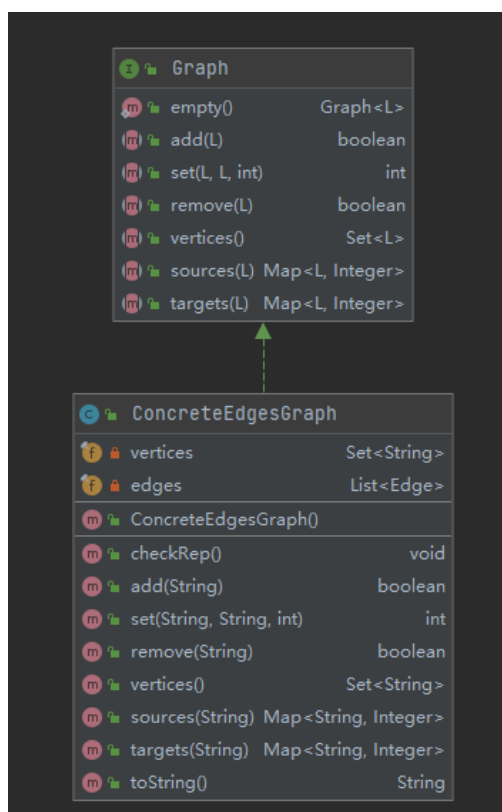 I Graph
m empty() Graph<L>
m add(L) boolean
m set(L, L, int) int
m remove(L) boolean
m vertices() Set<L>
m sources(L) Map<L, Integer>
m targets(L) Map<L, Integer>
C ConcreteEdgesGraph
f vertices Set<String>
f edges List<Edge>
m ConcreteEdgesGraph()
m checkRep() void
m add(String) boolean
m set(String, String, int) int
m remove(String) boolean
m vertices() Set<String>
m sources(String) Map<String, Integer>
m targets(String) Map<String, Integer>
m toString() String